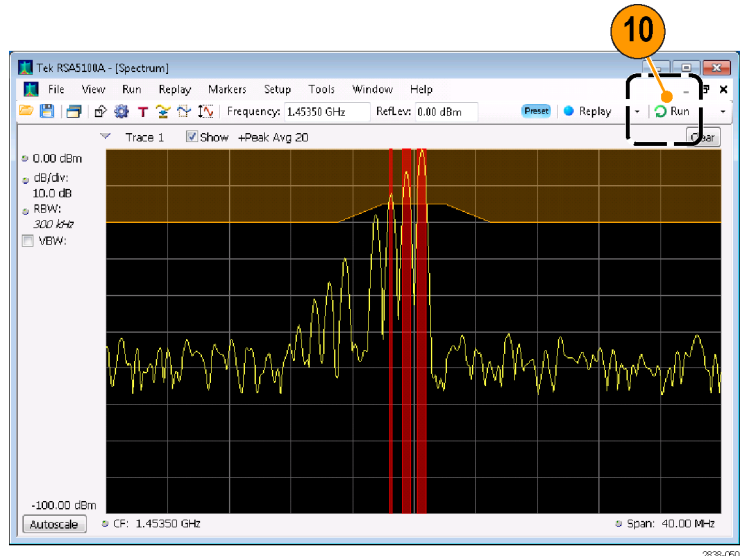 10
Tek RSA5100A - [Spectrum]
File View Run Replay Markers Setup Tools Window Help
T Frequency: 1.45350 GHz RefLev: 0.00 dBm Preset Replay Run
Trace 1 Show +Peak Avg 20 Clear
0.00 dBm
dB/div:
10.0 dB
RBW:
300 kHz
VBW:
-100.00 dBm
Autoscale CF: 1.45350 GHz Span: 40.00 MHz
2838-050